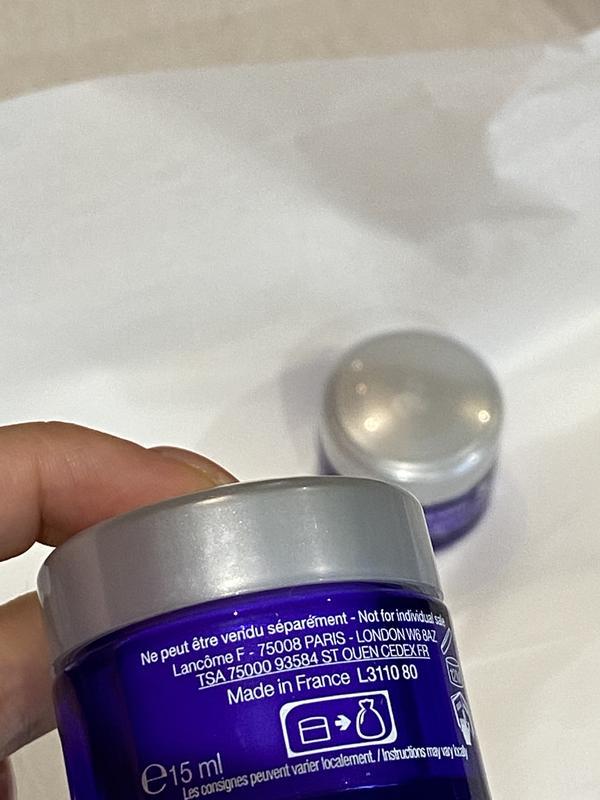 Ne peut être vendu séparément - Not for individual sale
Lancôme F - 75008 PARIS - LONDON W6 8AZ
TSA 75000 93584 ST OUEN CEDEX FR
Made in France L3110 80
℮15 ml
Les consignes peuvent varier localement. / Instructions may vary locally